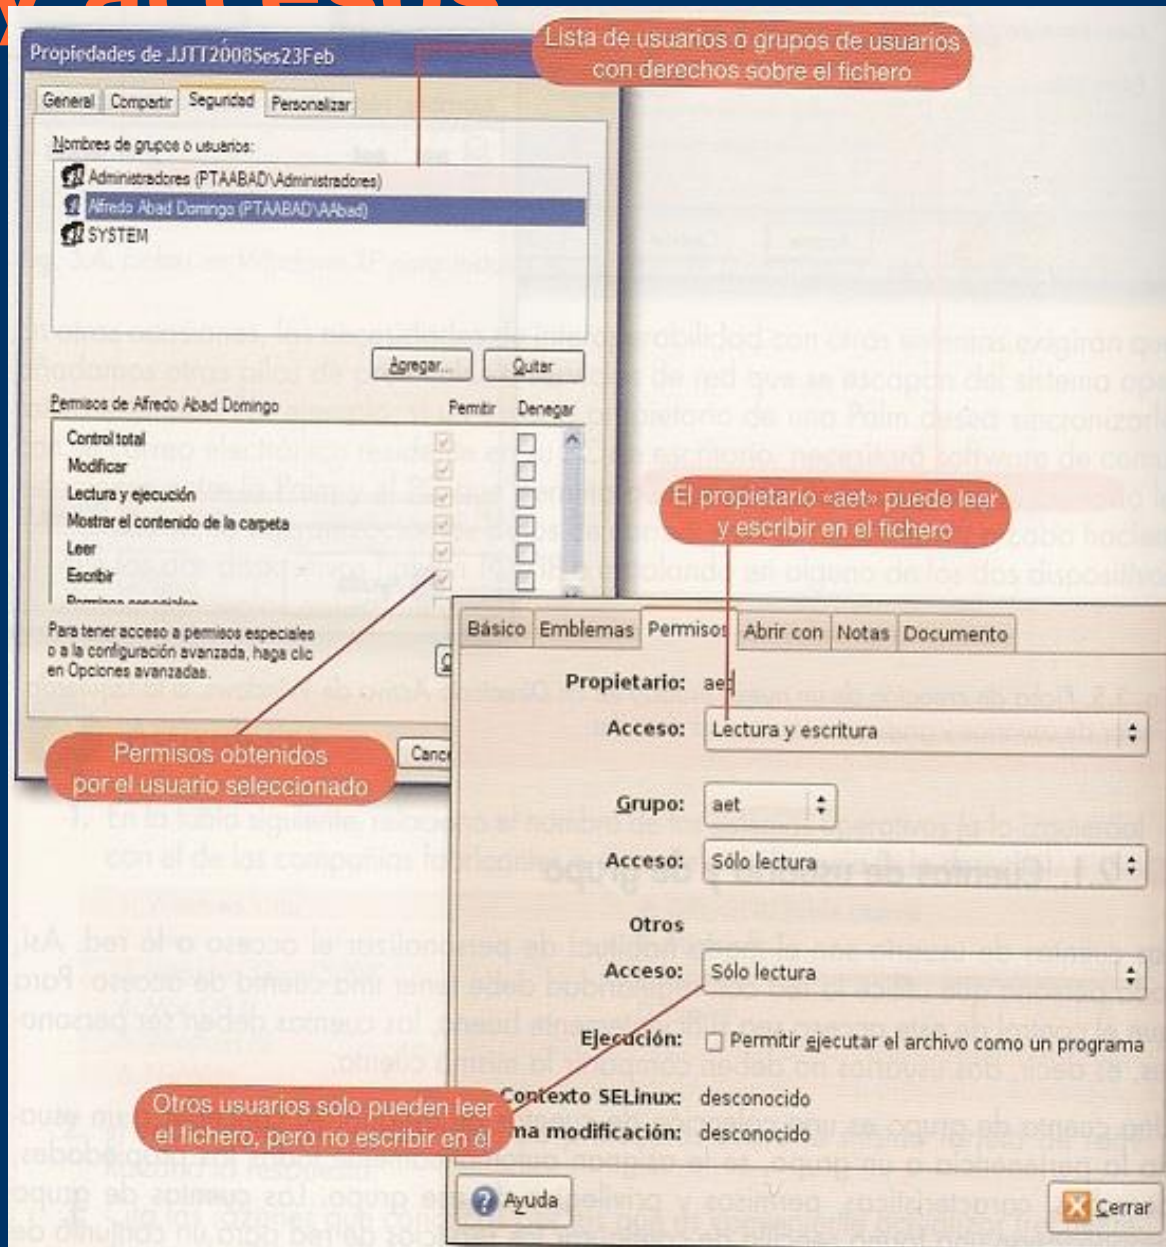 y accesos
Propiedades de JJTT2008Ses23Feb
Lista de usuarios o grupos de usuarios
con derechos sobre el fichero
General Compartir Seguridad Personalizar
Nombres de grupos o usuarios:
Administradores (PTAABAD\Administradores)
Alfredo Abad Domingo (PTAABAD\AAbad)
SYSTEM
Agregar... Quitar
Permisos de Alfredo Abad Domingo Permitir Denegar
Control total
Modificar
Lectura y ejecución
Mostrar el contenido de la carpeta
Leer
Escribir
Permisos especiales
Para tener acceso a permisos especiales
o a la configuración avanzada, haga clic
en Opciones avanzadas.
Permisos obtenidos
por el usuario seleccionado
Canc
El propietario «aet» puede leer
y escribir en el fichero
Básico Emblemas Permisos Abrir con Notas Documento
Propietario: aet
Acceso: Lectura y escritura
Grupo: aet
Acceso: Sólo lectura
Otros
Acceso: Sólo lectura
Ejecución: Permitir ejecutar el archivo como un programa
Contexto SELinux: desconocido
ma modificación: desconocido
Otros usuarios solo pueden leer
el fichero, pero no escribir en él
Ayuda
Cerrar